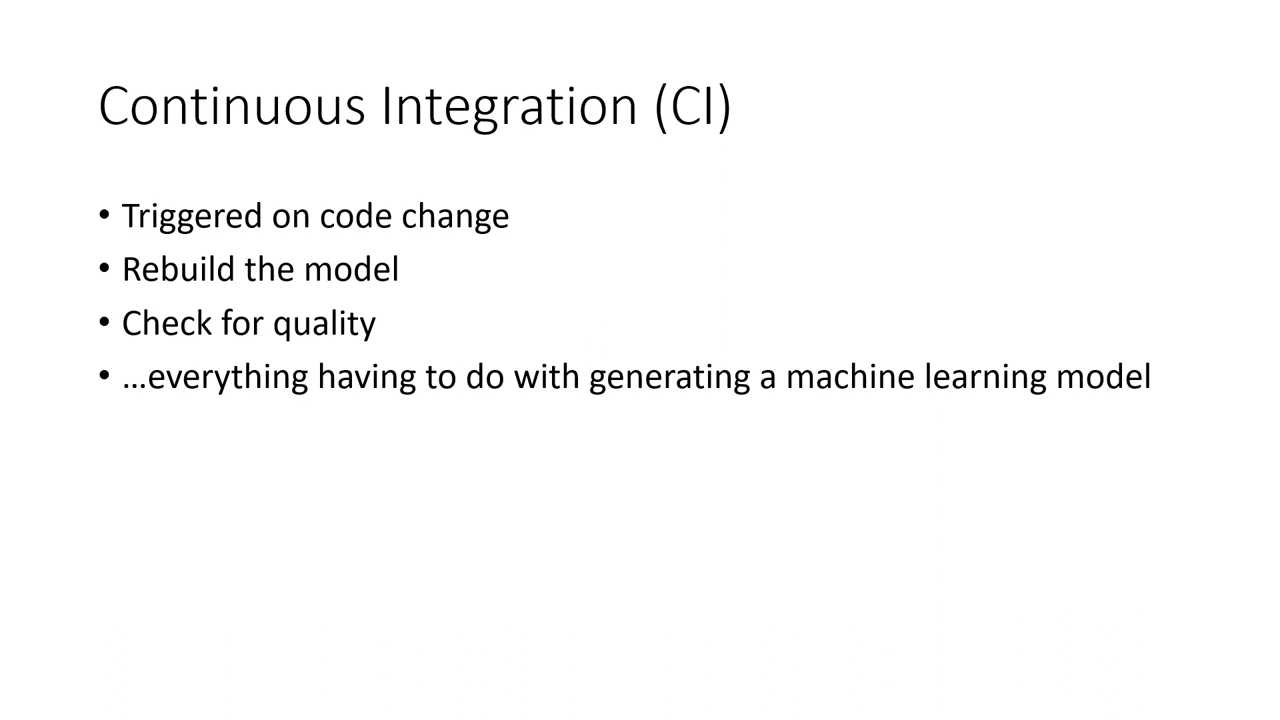 Continuous Integration (CI)
• Triggered on code change
• Rebuild the model
• Check for quality
• …everything having to do with generating a machine learning model